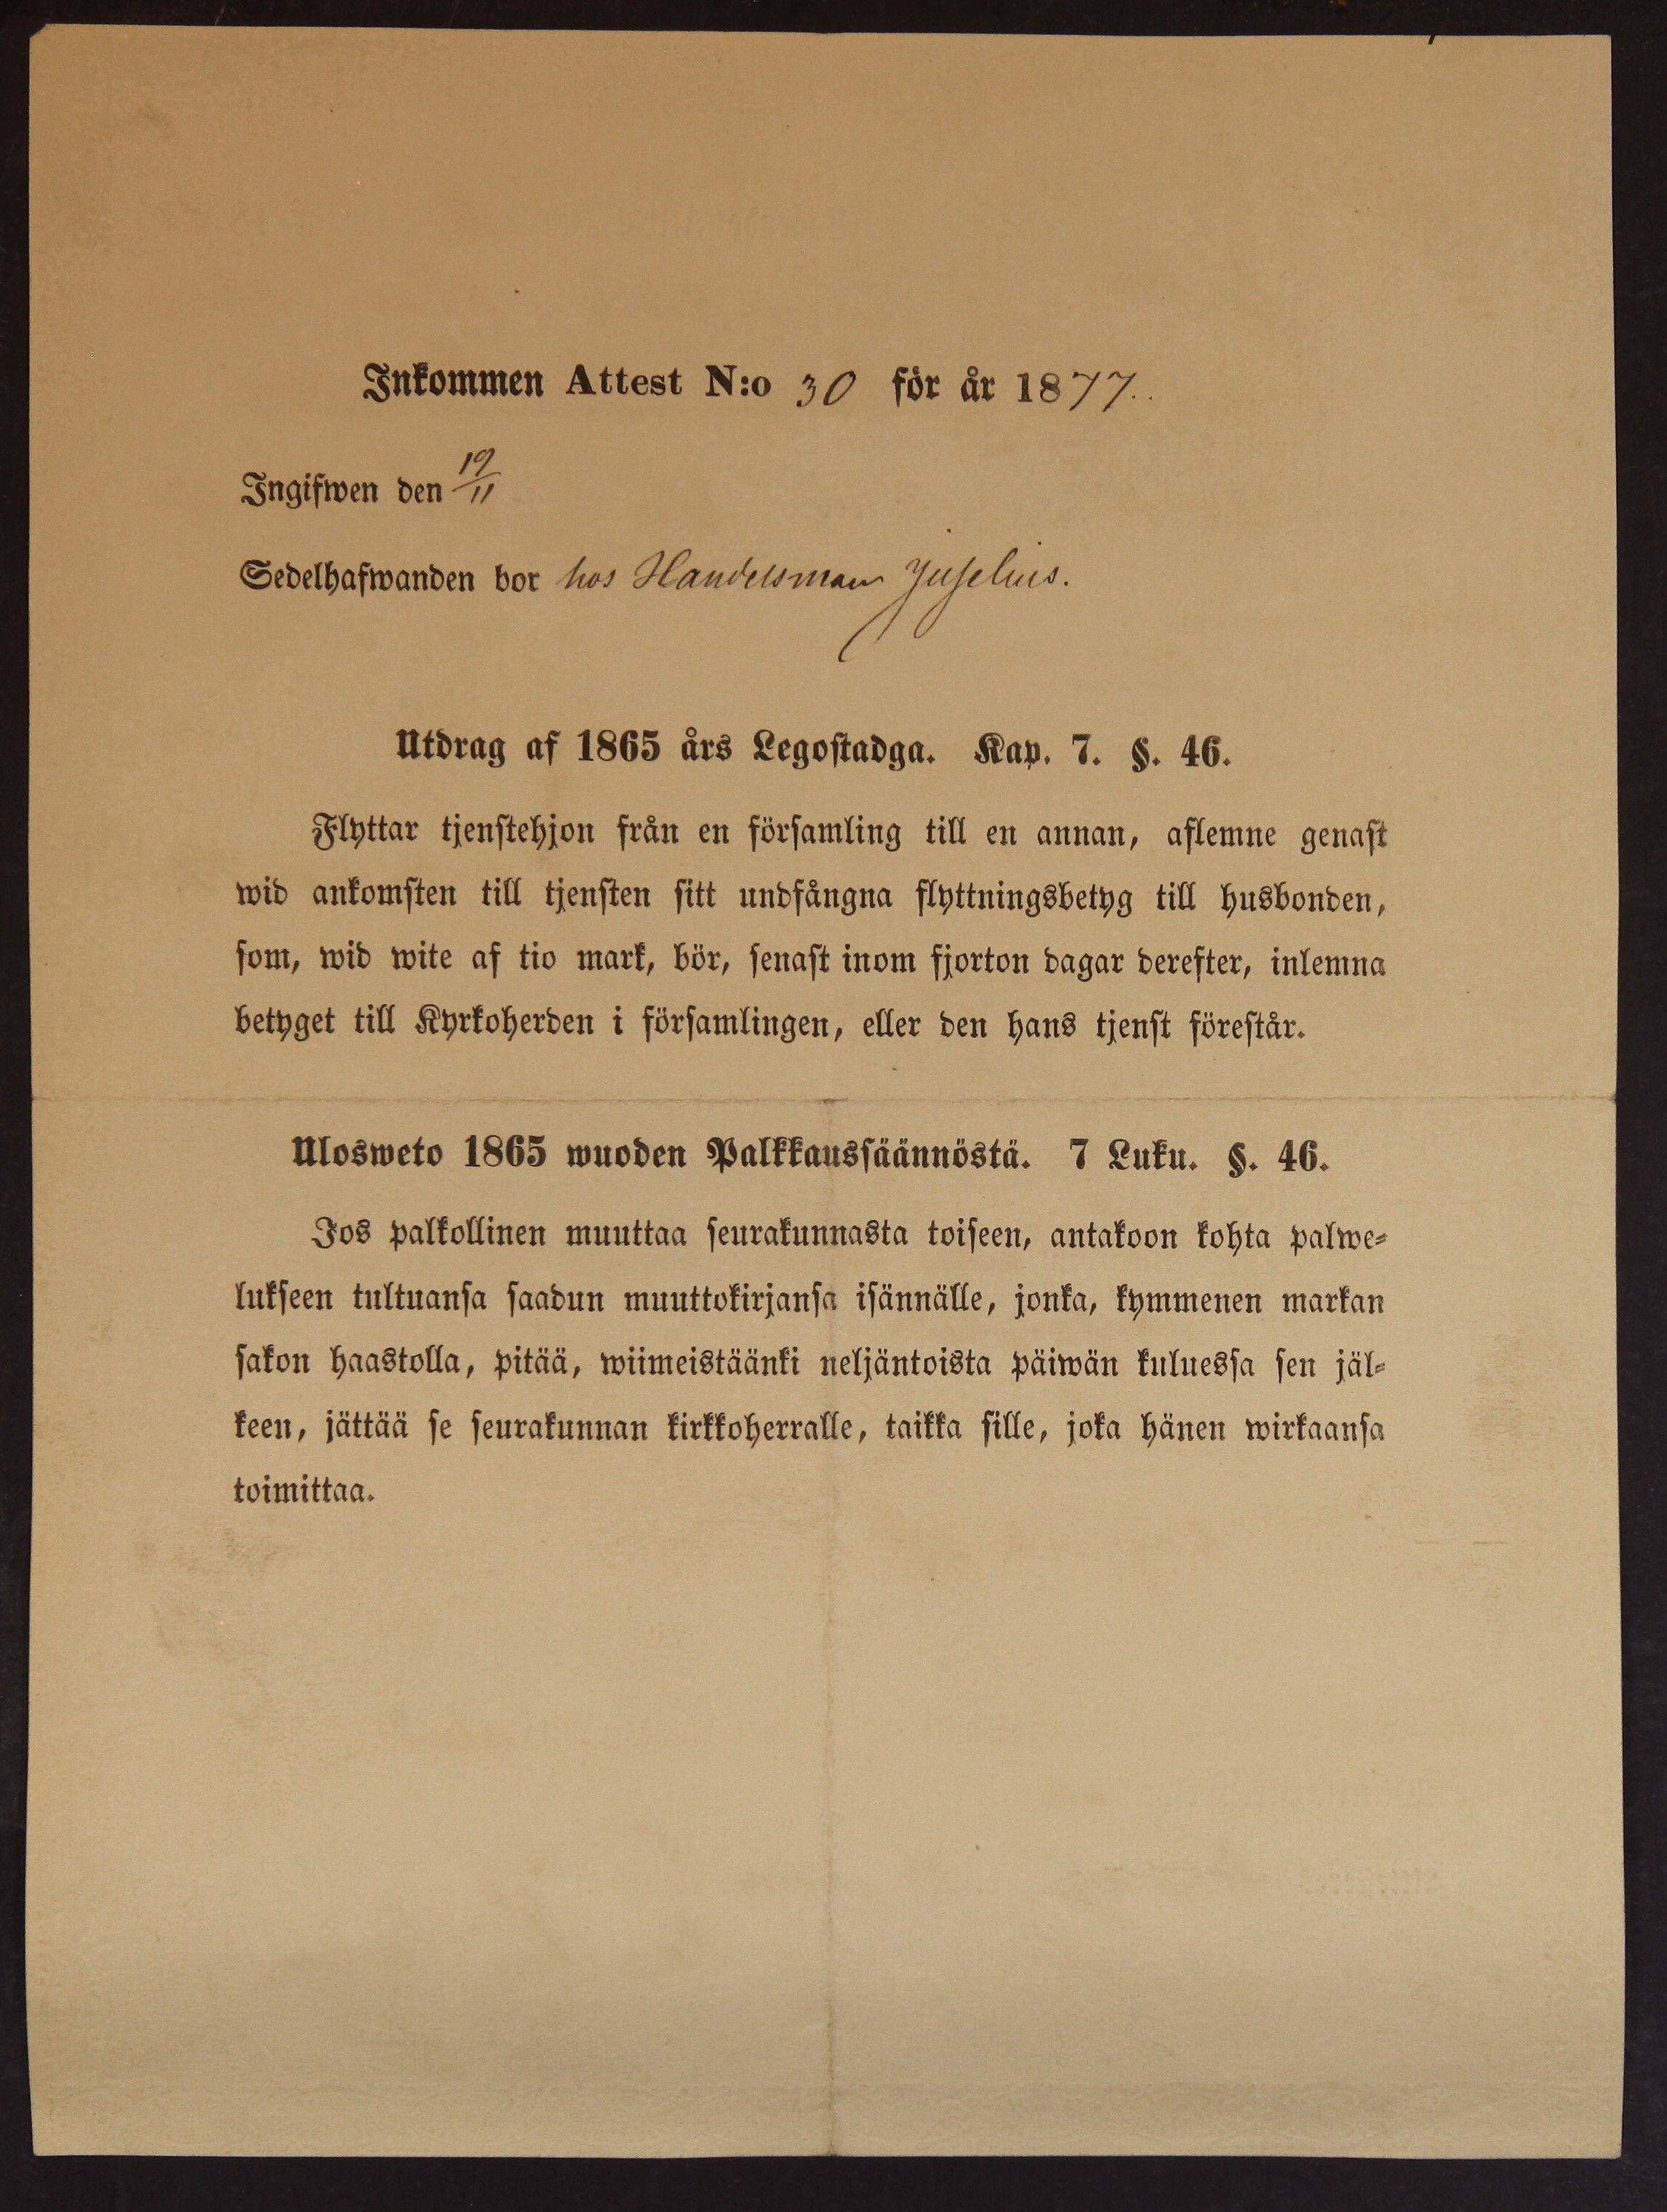 Inkommen Attest N:o 30 för år 1877.
Ingifwen den 19/11
Sedelhafwanden bor hos Handelsman Juselius.
Utdrag af 1865 års Legostadga. Kap. 7. §. 46.
Flyttar tjenstehjon från en församling till en annan, aflemne genast
wid ankomsten till tjensten sitt undfångna flyttningsbetyg till husbonden,
som, wid wite af tio mark, bör, senast inom fjorton dagar derefter, inlemna
betyget till Kyrkoherden i församlingen, eller den hans tjenst förestår.
Ulosweto 1865 wuoden Palkkaussäännöstä. 7 Luku. §. 46.
Jos palkollinen muuttaa seurakunnasta toiseen, antakoon kohta palwe-
lukseen tultuansa saadun muuttokirjansa isännälle, jonka, kymmenen markan
sakon haastolla, pitää, wiimeistäänki neljäntoista päiwän kuluessa sen jäl-
keen, jättää se seurakunnan kirkkoherralle, taikka sille, joka hänen wirkaansa
toimittaa.